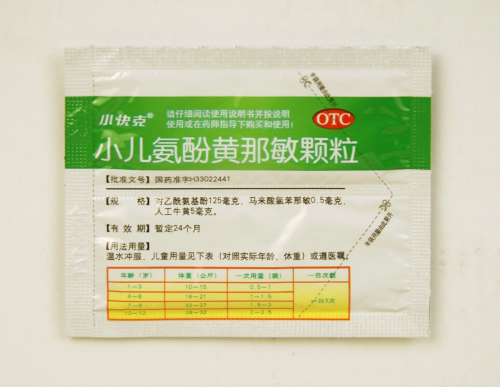 小快克®
请仔细阅读使用说明书并按说明
使用或在药师指导下购买和使用!
OTC
小儿氨酚黄那敏颗粒
【批准文号】国药准字H33022441
【规 格】对乙酰氨基酚125毫克，马来酸氯苯那敏0.5毫克，
人工牛黄5毫克。
【有 效 期】暂定24个月
【用法用量】
温水冲服，儿童用量见下表（对照实际年龄、体重）或遵医嘱。
年龄（岁） 体重（公斤） 一次用量（袋） 一日次数
1—3 10—15 0.5—1
4—6 16—21 1—1.5
7—9 22—27 1.5—2 一日3次
10—12 28—32 2—2.5